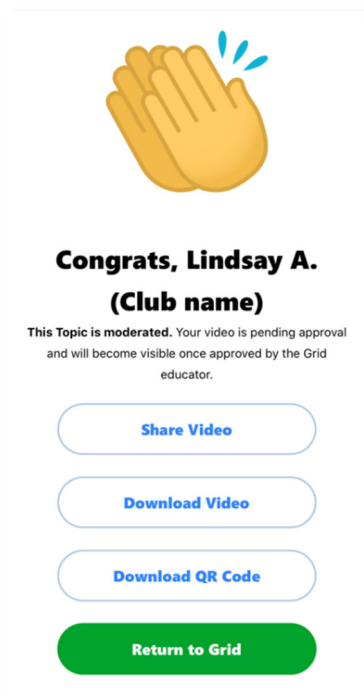 Congrats, Lindsay A.
(Club name)
This Topic is moderated. Your video is pending approval
and will become visible once approved by the Grid
educator.
Share Video
Download Video
Download QR Code
Return to Grid